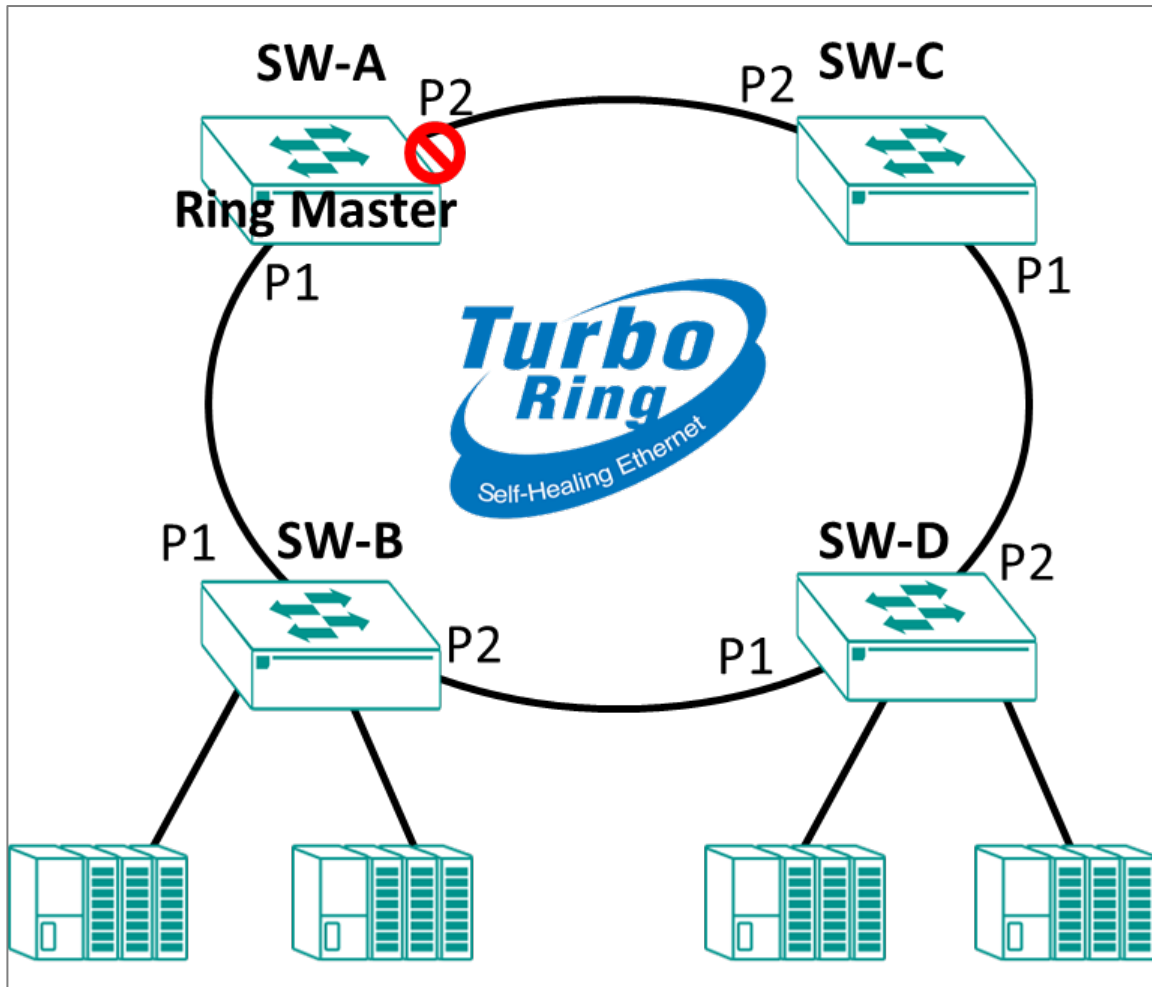 SW-A
P2
P2
SW-C
Ring Master
P1
P1
Turbo
Ring
Self-Healing Ethernet
P1
SW-B
SW-D
P2
P2
P1